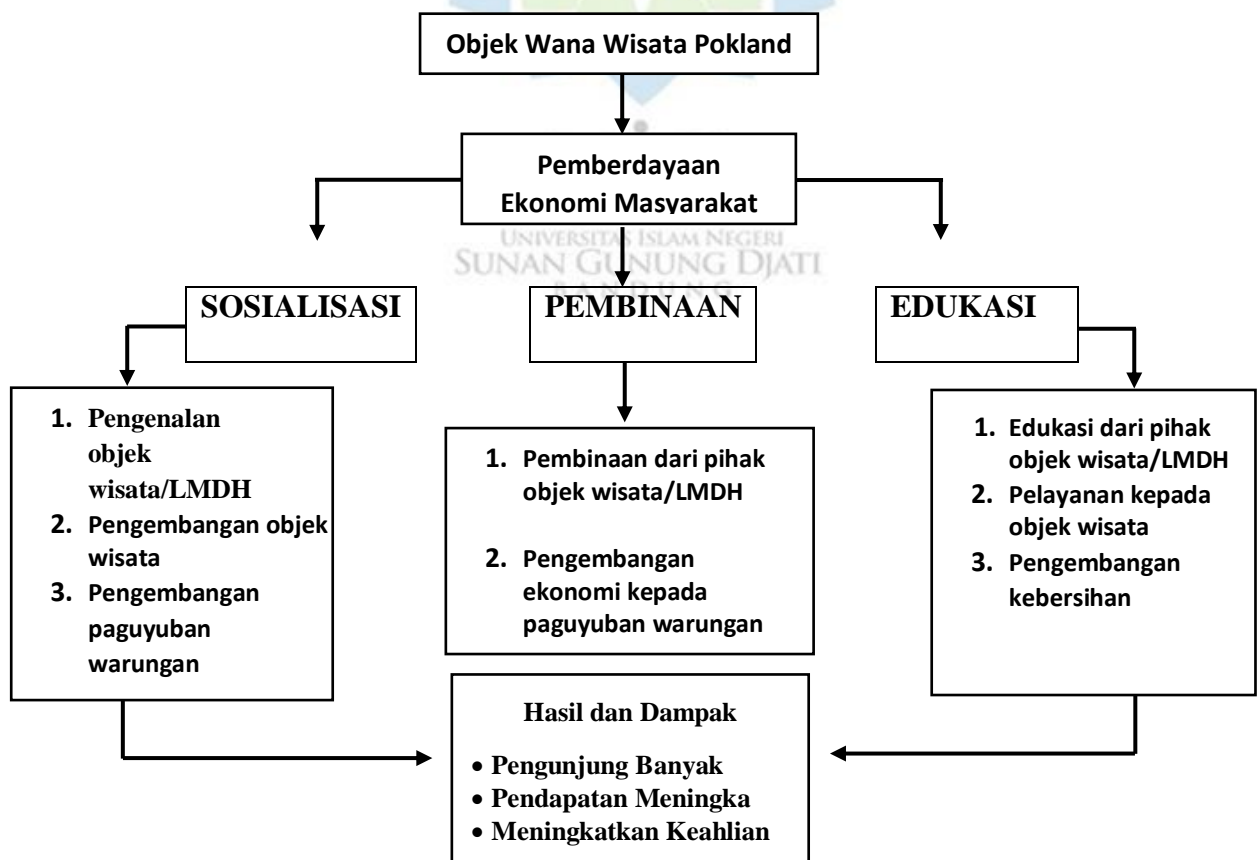 Objek Wana Wisata Pokland
Pemberdayaan
Ekonomi Masyarakat
UNIVERSITAS ISLAM NEGERI
SUNAN GUNUNG DJATI
BANDUNG
SOSIALISASI
PEMBINAAN
EDUKASI
1. Pengenalan
objek
wisata/LMDH
2. Pengembangan objek
wisata
3. Pengembangan
paguyuban
warungan
1. Pembinaan dari pihak
objek wisata/LMDH
2. Pengembangan
ekonomi kepada
paguyuban warungan
1. Edukasi dari pihak
objek wisata/LMDH
2. Pelayanan kepada
objek wisata
3. Pengembangan
kebersihan
Hasil dan Dampak
• Pengunjung Banyak
• Pendapatan Meningka
• Meningkatkan Keahlian